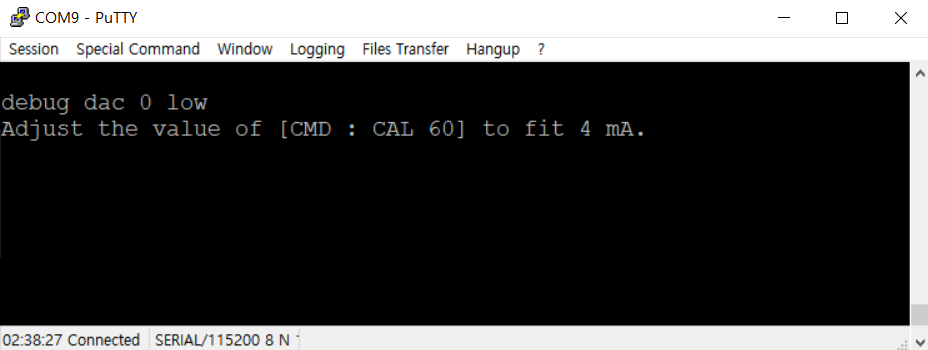 COM9 - PuTTY
Session Special Command Window Logging Files Transfer Hangup ?
debug dac 0 low
Adjust the value of [CMD : CAL 60] to fit 4 mA.
02:38:27 Connected SERIAL/115200 8 N